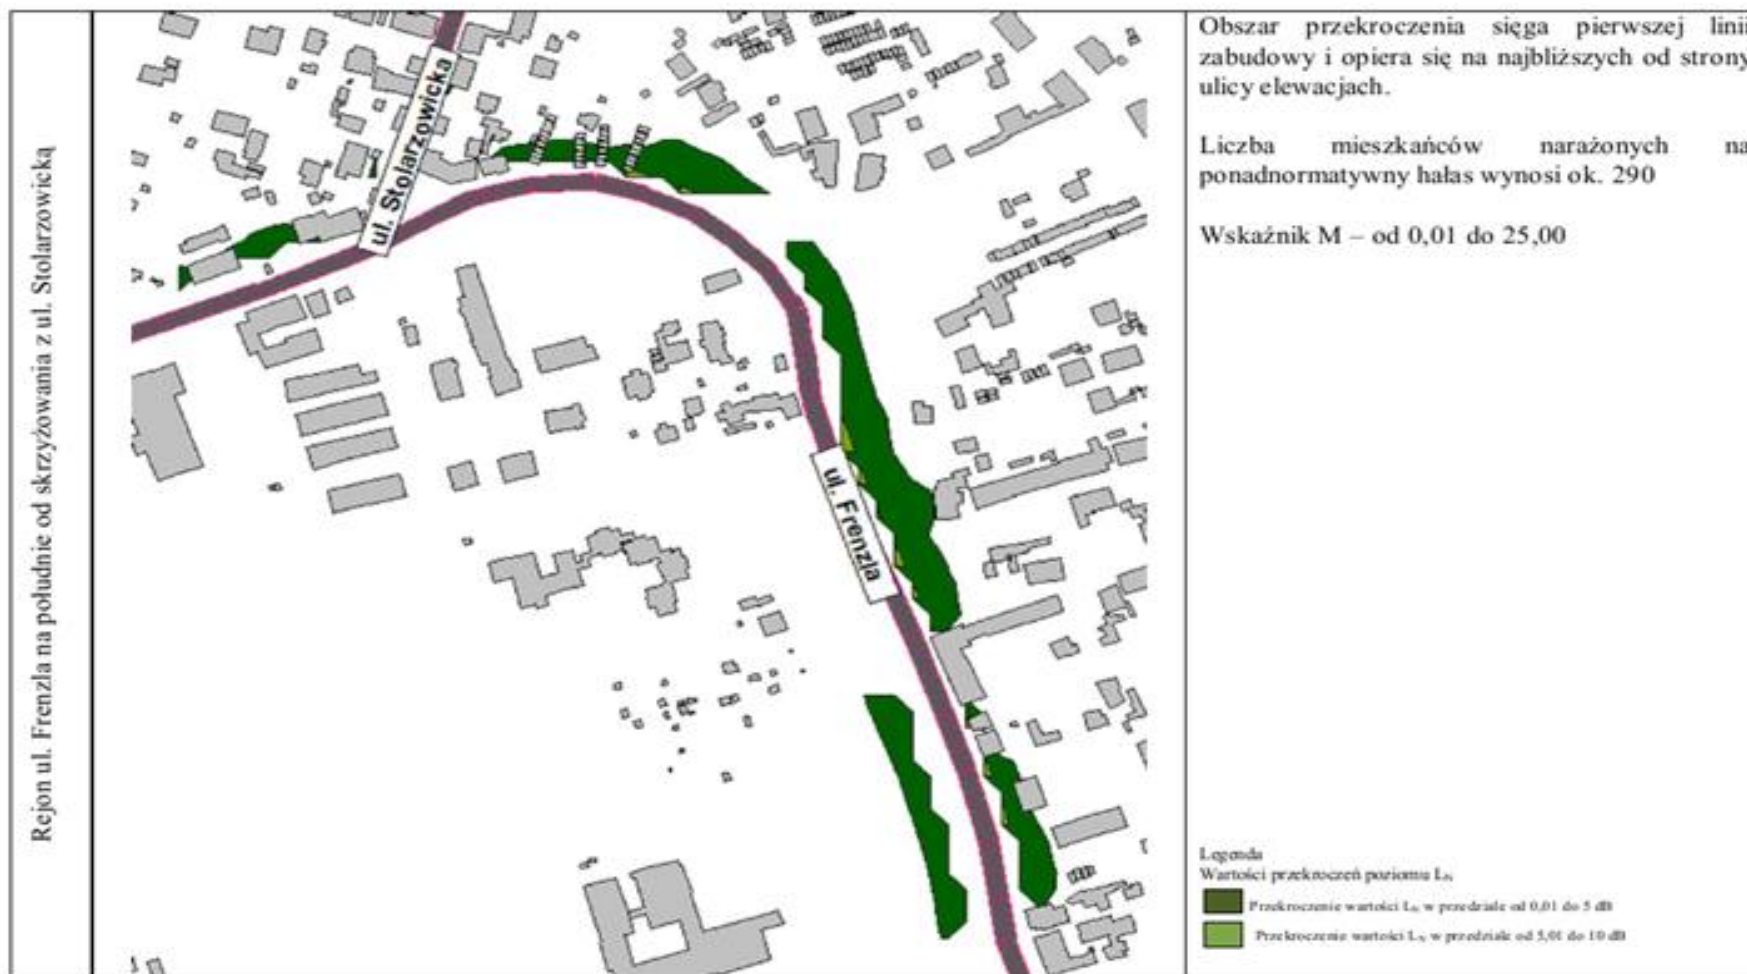 Rejon ul. Frenzla na południe od skrzyżowania z ul. Stolarzowicką
ul. Stolarzowicka
ul. Frenzla
Obszar przekroczenia sięga pierwszej linii
zabudowy i opiera się na najbliższych od strony
ulicy elewacjach.
Liczba mieszkańców narażonych na
ponadnormatywny hałas wynosi ok. 290
Wskaźnik M – od 0,01 do 25,00
Legenda
Wartości przekroczeń poziomu LN
Przekroczenie wartości LN w przedziale od 0,01 do 5 dB
Przekroczenie wartości LN w przedziale od 5,01 do 10 dB